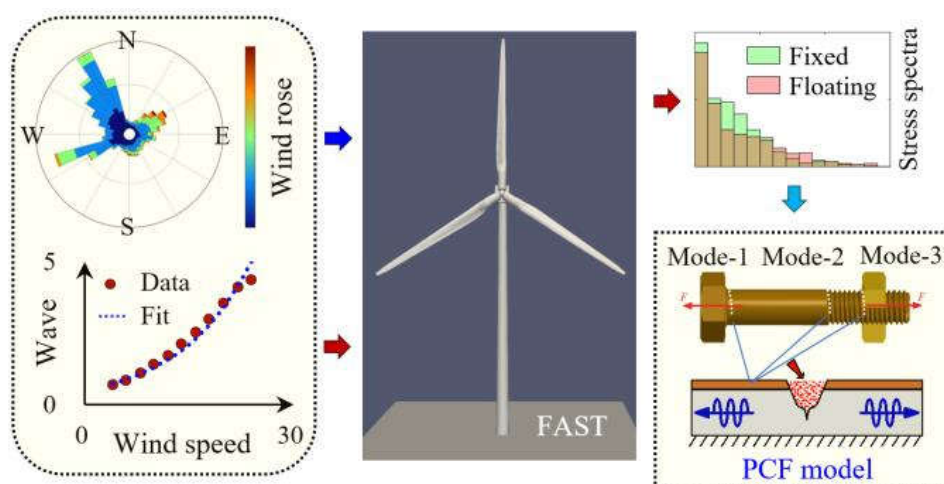 N
W
E
S
Wind rose
5
Wave
0
Data
Fit
0
Wind speed
30
FAST
Fixed
Floating
Stress spectra
Mode-1
Mode-2
Mode-3
F
F
PCF model